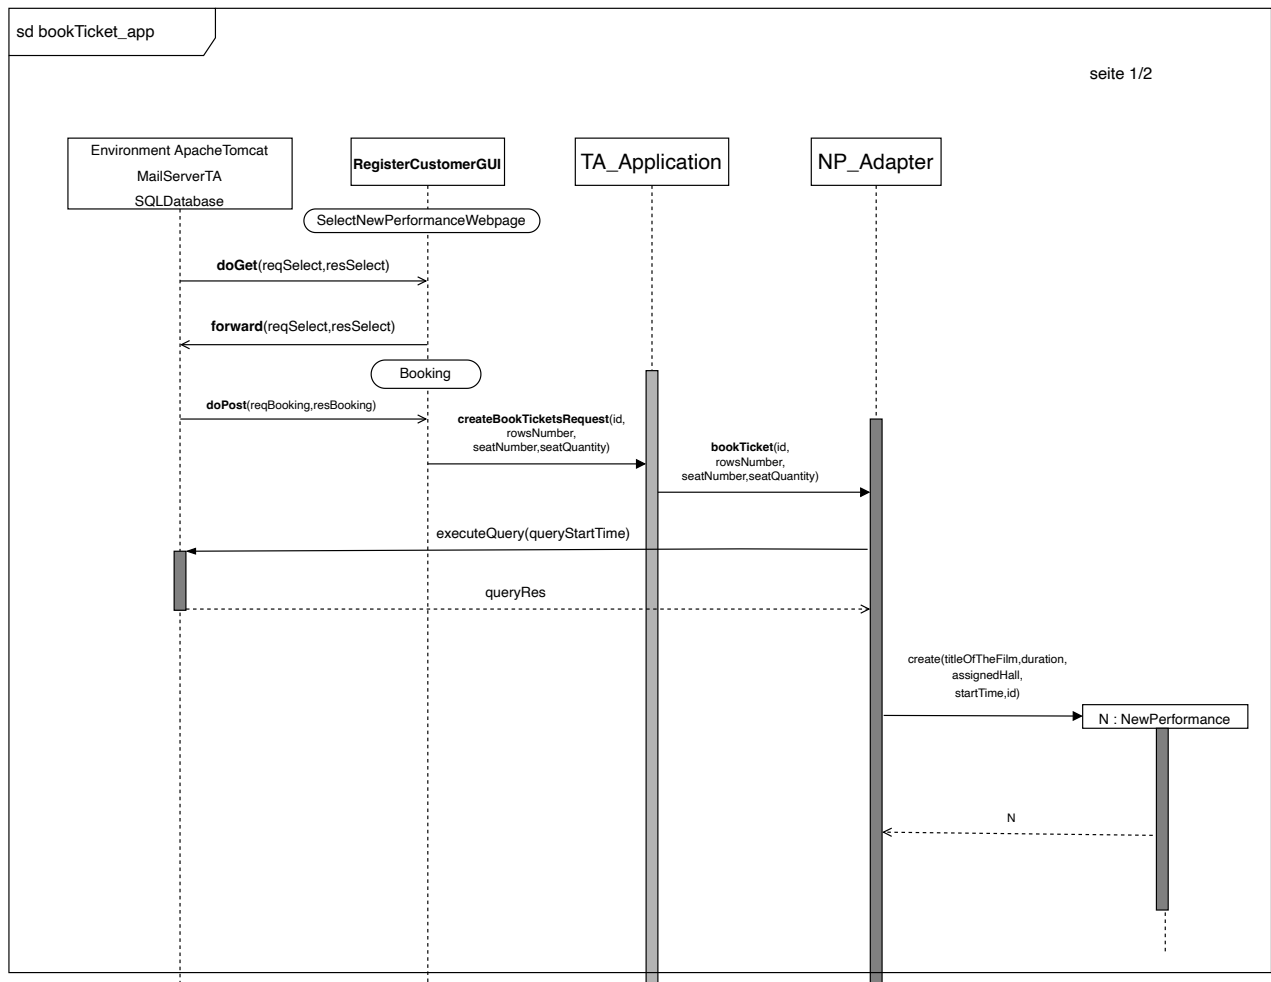 sd bookTicket_app
seite 1/2
Environment ApacheTomcat
MailServerTA
SQLDatabase
RegisterCustomerGUI
TA_Application
NP_Adapter
SelectNewPerformanceWebpage
doGet(reqSelect,resSelect)
forward(reqSelect,resSelect)
Booking
doPost(reqBooking,resBooking)
createBookTicketsRequest(id,
rowsNumber,
seatNumber,seatQuantity)
bookTicket(id,
rowsNumber,
seatNumber,seatQuantity)
executeQuery(queryStartTime)
queryRes
create(titleOfTheFilm,duration,
assignedHall,
startTime,id)
N : NewPerformance
N